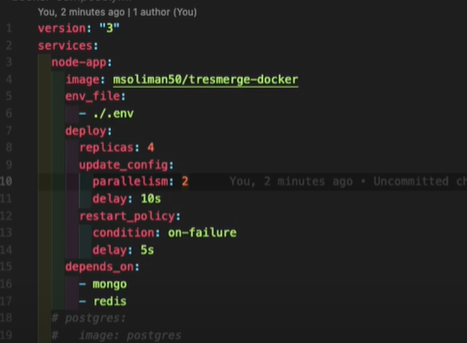 You, 2 minutes ago | 1 author (You)
1 version: "3"
2 services:
3   node-app:
4     image: msoliman50/tresmerge-docker
5     env_file:
6       - ./.env
7     deploy:
8       replicas: 4
9       update_config:
10         parallelism: 2 You, 2 minutes ago • Uncommitted ch
11         delay: 10s
12       restart_policy:
13         condition: on-failure
14         delay: 5s
15     depends_on:
16       - mongo
17       - redis
18   # postgres:
19   #   image: postgres